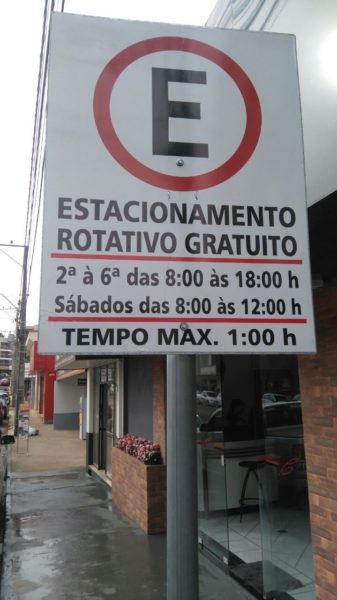 E
ESTACIONAMENTO
ROTATIVO GRATUITO
2ª à 6ª das 8:00 às 18:00 h
Sábados das 8:00 às 12:00 h
TEMPO MÁX. 1:00 h